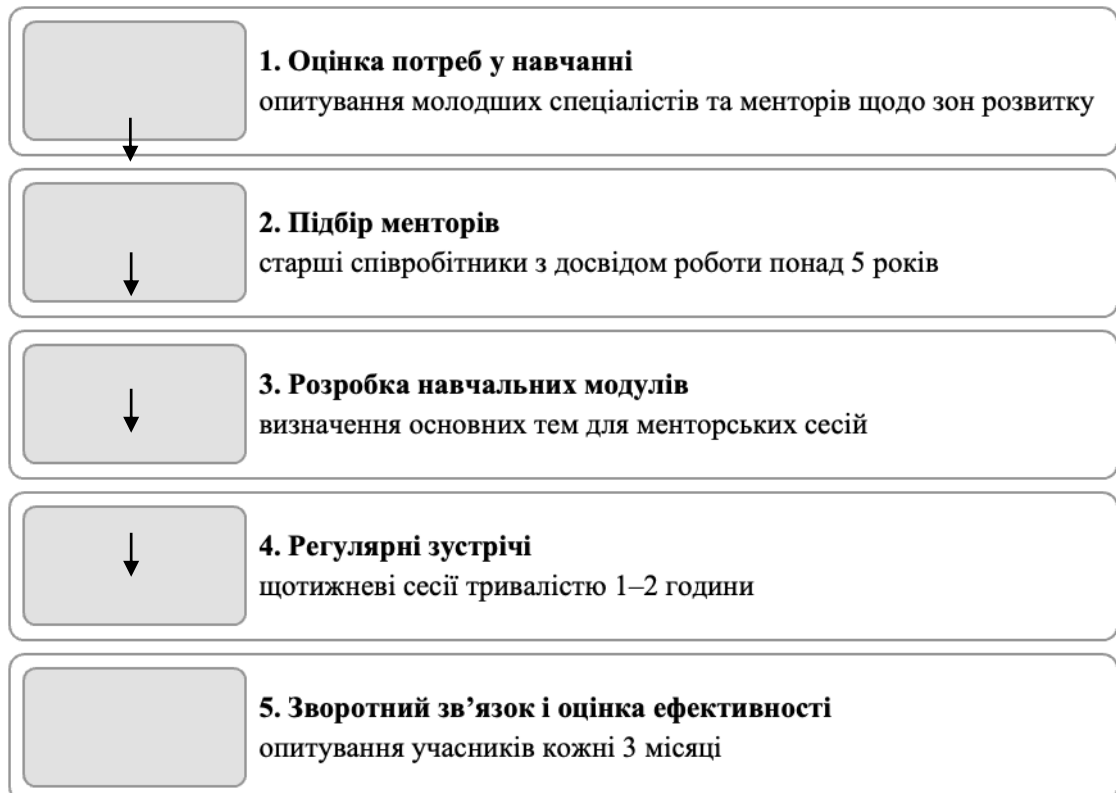 1. Оцінка потреб у навчанні
опитування молодших спеціалістів та менторів щодо зон розвитку
2. Підбір менторів
старші співробітники з досвідом роботи понад 5 років
3. Розробка навчальних модулів
визначення основних тем для менторських сесій
4. Регулярні зустрічі
щотижневі сесії тривалістю 1–2 години
5. Зворотний зв’язок і оцінка ефективності
опитування учасників кожні 3 місяці